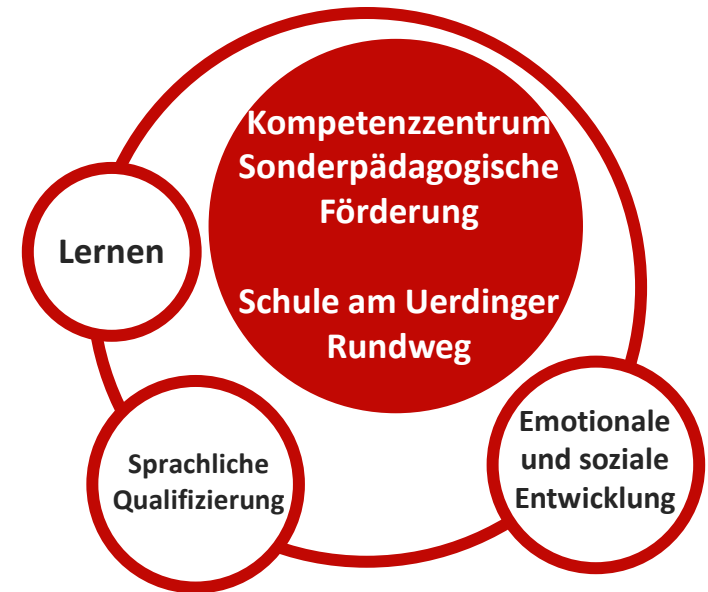 Kompetenzzentrum
Sonderpädagogische
Förderung
Schule am Uerdinger
Rundweg
Lernen
Sprachliche
Qualifizierung
Emotionale
und soziale
Entwicklung